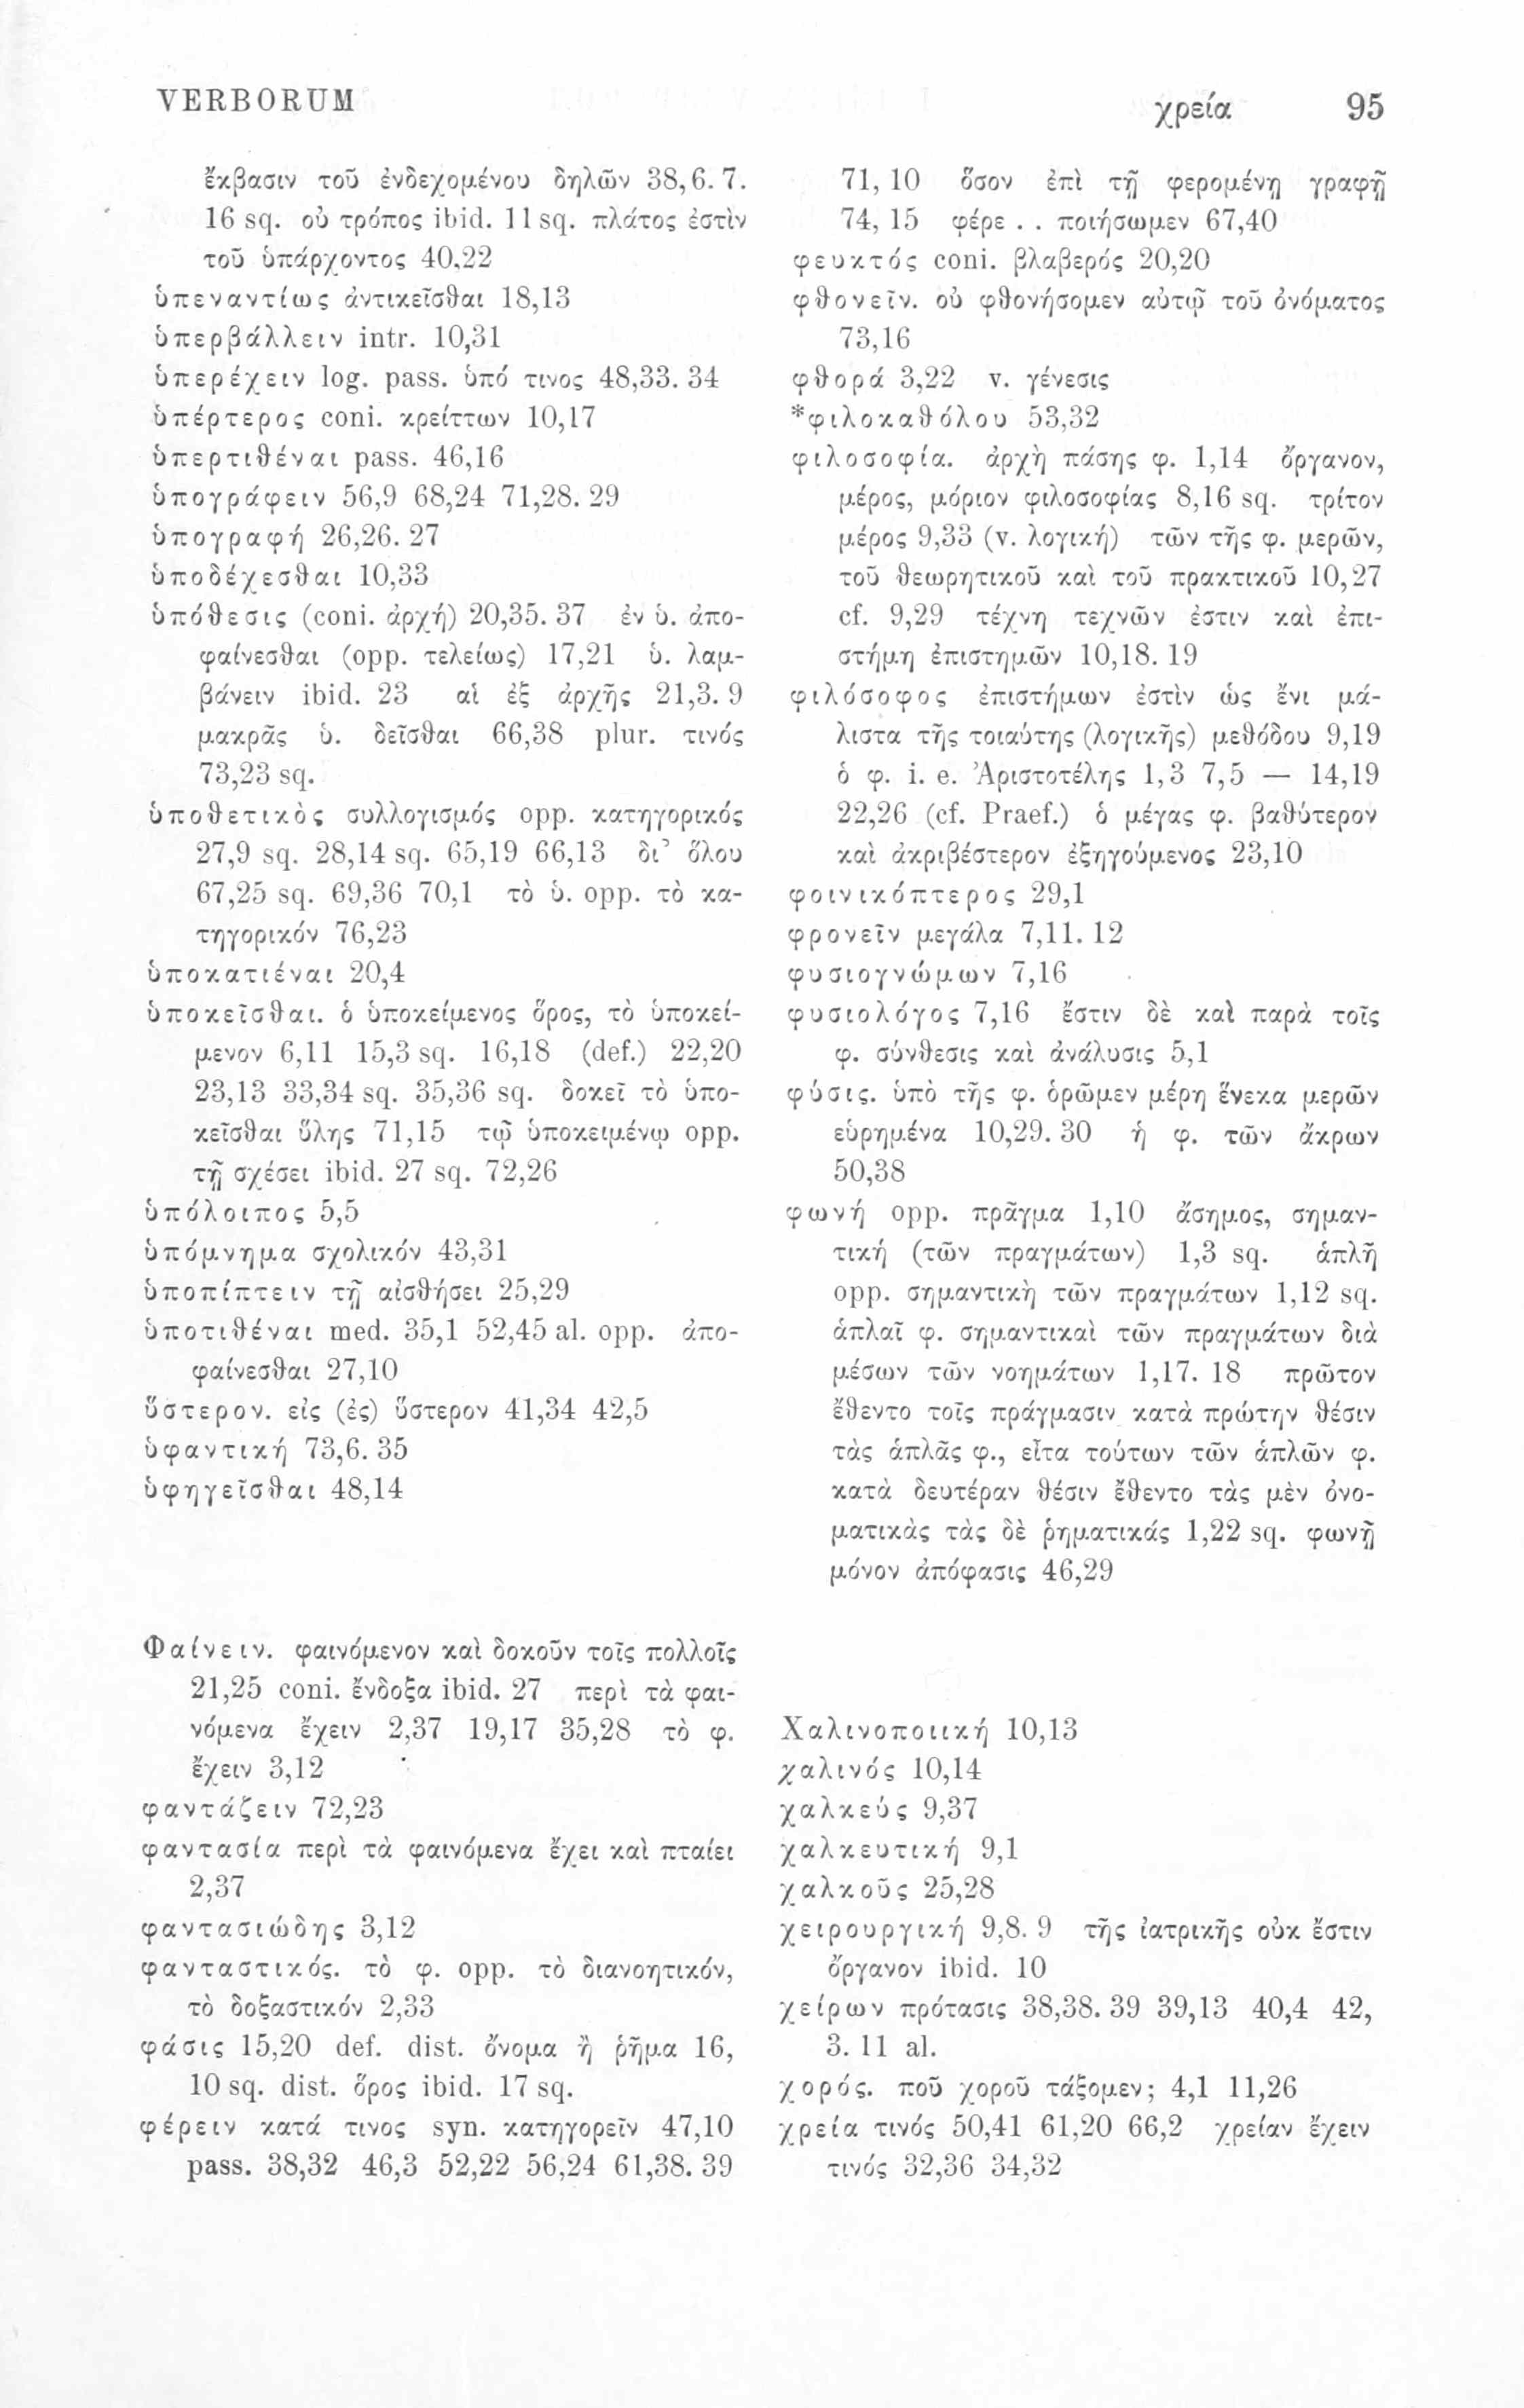 VERBORUM
χρεία 95
ἔκβασιν τοῦ ἐνδεχομένου δηλῶν 38,6. 7.
16 sq. οὐ τρόπος ibid. 11 sq. πλάτος ἐστὶν
τοῦ ὑπάρχοντος 40,22
ὑπεναντίως ἀντικεῖσθαι 18,13
ὑπερβάλλειν intr. 10,31
ὑπερέχειν log. pass. ὑπό τινος 48,33. 34
ὑπέρτερος coni. κρείττων 10,17
ὑπερτιθέναι pass. 46,16
ὑπογράφειν 56,9 68,24 71,28. 29
ὑπογραφή 26,26. 27
ὑποδέχεσθαι 10,33
ὑπόθεσις (coni. ἀρχή) 20,35. 37 ἐν ὑ. ἀπο-
φαίνεσθαι (opp. τελείως) 17,21 ὑ. λαμ-
βάνειν ibid. 23 αἱ ἐξ ἀρχῆς 21,3. 9
μακρᾶς ὑ. δεῖσθαι 66,38 plur. τινός
73,23 sq.
ὑποθετικὸς συλλογισμός opp. κατηγορικός
27,9 sq. 28,14 sq. 65,19 66,13 δι’ ὅλου
67,25 sq. 69,36 70,1 τὸ ὑ. opp. τὸ κα-
τηγορικόν 76,23
ὑποκατιέναι 20,4
ὑποκεῖσθαι. ὁ ὑποκείμενος ὅρος, τὸ ὑποκεί-
μενον 6,11 15,3 sq. 16,18 (def.) 22,20
23,13 33,34 sq. 35,36 sq. δοκεῖ τὸ ὑπο-
κεῖσθαι ὕλης 71,15 τῷ ὑποκειμένῳ opp.
τῇ σχέσει ibid. 27 sq. 72,26
ὑπόλοιπος 5,5
ὑπόμνημα σχολικόν 43,31
ὑποπίπτειν τῇ αἰσθήσει 25,29
ὑποτιθέναι med. 35,1 52,45 al. opp. ἀπο-
φαίνεσθαι 27,10
ὕστερον. εἰς (ἐς) ὕστερον 41,34 42,5
ὑφαντική 73,6. 35
ὑφηγεῖσθαι 48,14
Φαίνειν. φαινόμενον καὶ δοκοῦν τοῖς πολλοῖς
21,25 coni. ἔνδοξα ibid. 27 περὶ τὰ φαι-
νόμενα ἔχειν 2,37 19,17 35,28 τὸ φ.
ἔχειν 3,12
φαντάζειν 72,23
φαντασία περὶ τὰ φαινόμενα ἔχει καὶ πταίει
2,37
φαντασιώδης 3,12
φανταστικός. τὸ φ. opp. τὸ διανοητικόν,
τὸ δοξαστικόν 2,33
φάσις 15,20 def. dist. ὄνομα ἢ ῥῆμα 16,
10 sq. dist. ὅρος ibid. 17 sq.
φέρειν κατά τινος syn. κατηγορεῖν 47,10
pass. 38,32 46,3 52,22 56,24 61,38. 39
71, 10 ὅσον ἐπὶ τῇ φερομένῃ γραφῇ
74, 15 φέρε . . ποιήσωμεν 67,40
φευκτός coni. βλαβερός 20,20
φθονεῖν. οὐ φθονήσομεν αὐτῷ τοῦ ὀνόματος
73,16
φθορά 3,22 v. γένεσις
*φιλοκαθόλου 53,32
φιλοσοφία. ἀρχὴ πάσης φ. 1,14 ὄργανον,
μέρος, μόριον φιλοσοφίας 8,16 sq. τρίτον
μέρος 9,33 (v. λογική) τῶν τῆς φ. μερῶν,
τοῦ θεωρητικοῦ καὶ τοῦ πρακτικοῦ 10,27
cf. 9,29 τέχνη τεχνῶν ἐστιν καὶ ἐπι-
στήμη ἐπιστημῶν 10,18. 19
φιλόσοφος ἐπιστήμων ἐστὶν ὡς ἔνι μά-
λιστα τῆς τοιαύτης (λογικῆς) μεθόδου 9,19
ὁ φ. i. e. Ἀριστοτέλης 1,3 7,5 — 14,19
22,26 (cf. Praef.) ὁ μέγας φ. βαθύτερον
καὶ ἀκριβέστερον ἐξηγούμενος 23,10
φοινικόπτερος 29,1
φρονεῖν μεγάλα 7,11. 12
φυσιογνώμων 7,16
φυσιολόγος 7,16 ἔστιν δὲ καὶ παρὰ τοῖς
φ. σύνθεσις καὶ ἀνάλυσις 5,1
φύσις. ὑπὸ τῆς φ. ὁρῶμεν μέρη ἕνεκα μερῶν
εὑρημένα 10,29. 30 ἡ φ. τῶν ἄκρων
50,38
φωνή opp. πρᾶγμα 1,10 ἄσημος, σημαν-
τική (τῶν πραγμάτων) 1,3 sq. ἁπλῆ
opp. σημαντικὴ τῶν πραγμάτων 1,12 sq.
ἁπλαῖ φ. σημαντικαὶ τῶν πραγμάτων διὰ
μέσων τῶν νοημάτων 1,17. 18 πρῶτον
ἔθεντο τοῖς πράγμασιν κατὰ πρώτην θέσιν
τὰς ἁπλᾶς φ., εἶτα τούτων τῶν ἁπλῶν φ.
κατὰ δευτέραν θέσιν ἔθεντο τὰς μὲν ὀνο-
ματικὰς τὰς δὲ ῥηματικάς 1,22 sq. φωνῇ
μόνον ἀπόφασις 46,29
Χαλινοποιική 10,13
χαλινός 10,14
χαλκεύς 9,37
χαλκευτική 9,1
χαλκοῦς 25,28
χειρουργική 9,8. 9 τῆς ἰατρικῆς οὐκ ἔστιν
ὄργανον ibid. 10
χείρων πρότασις 38,38. 39 39,13 40,4 42,
3. 11 al.
χορός. ποῦ χοροῦ τάξομεν; 4,1 11,26
χρεία τινός 50,41 61,20 66,2 χρείαν ἔχειν
τινός 32,36 34,32